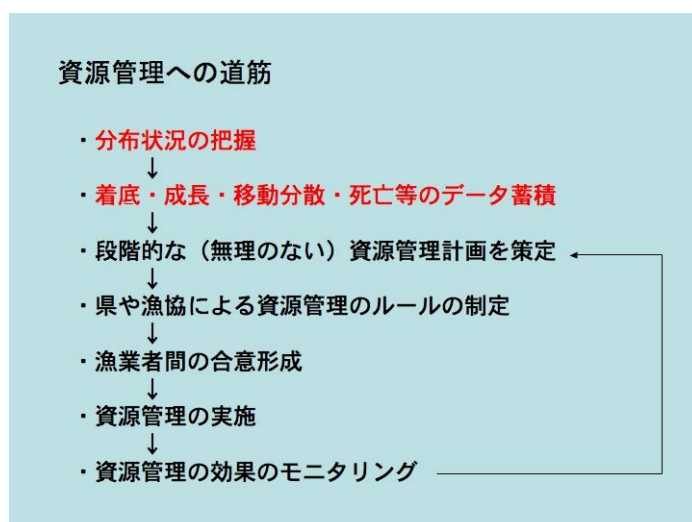 資源管理への道筋
・分布状況の把握
↓
・着底・成長・移動分散・死亡等のデータ蓄積
↓
・段階的な（無理のない）資源管理計画を策定
↓
・県や漁協による資源管理のルールの制定
↓
・漁業者間の合意形成
↓
・資源管理の実施
↓
・資源管理の効果のモニタリング